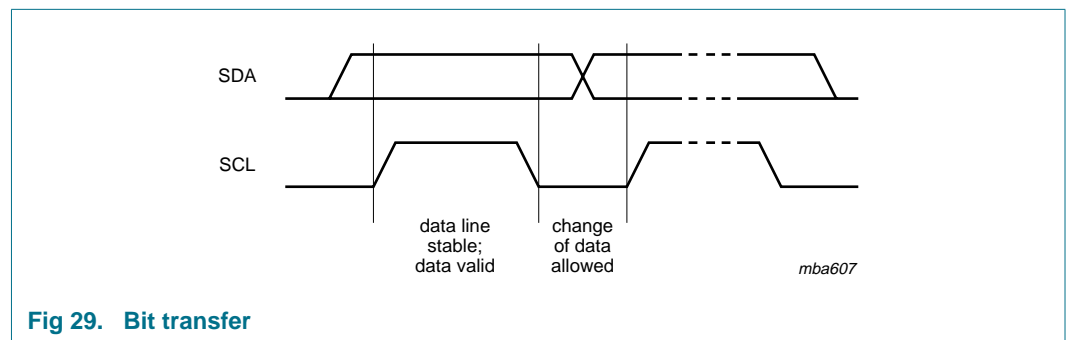 SDA
SCL
data line
stable;
data valid
change
of data
allowed
mba607
Fig 29. Bit transfer